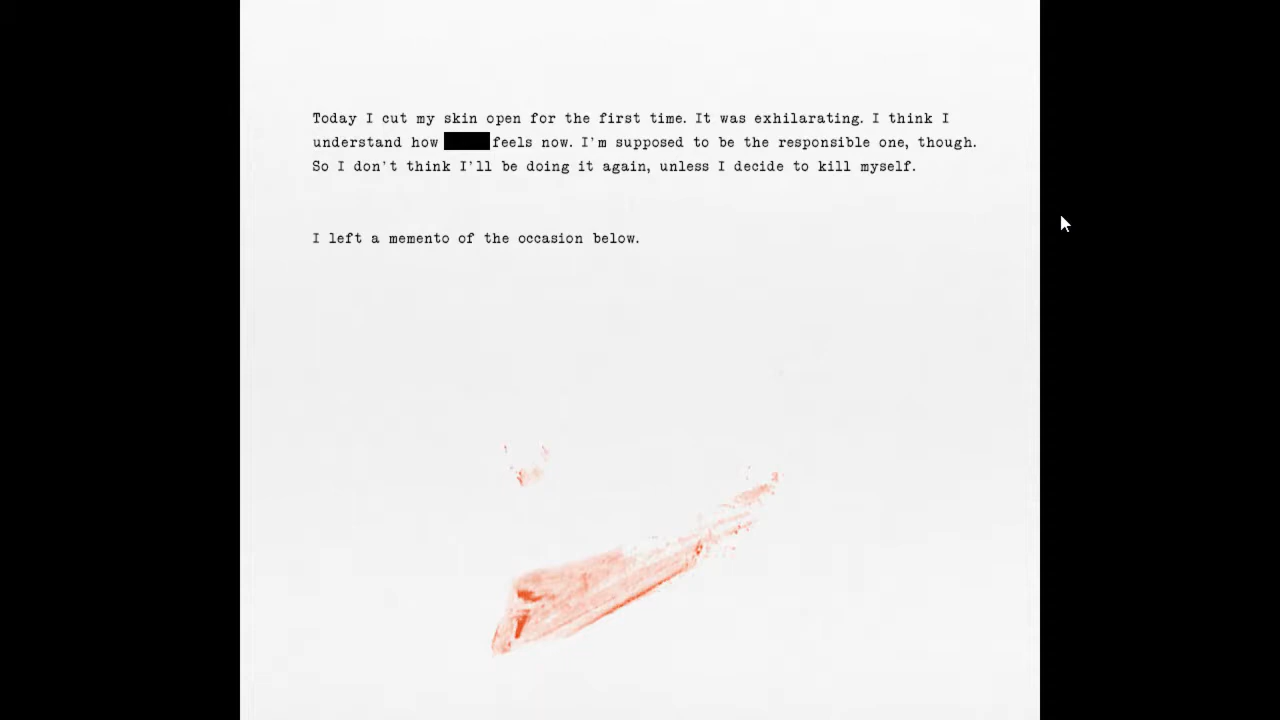 Today I cut my skin open for the first time. It was exhilarating. I think I
understand how feels now. I'm supposed to be the responsible one, though.
So I don't think I'll be doing it again, unless I decide to kill myself.
I left a memento of the occasion below.